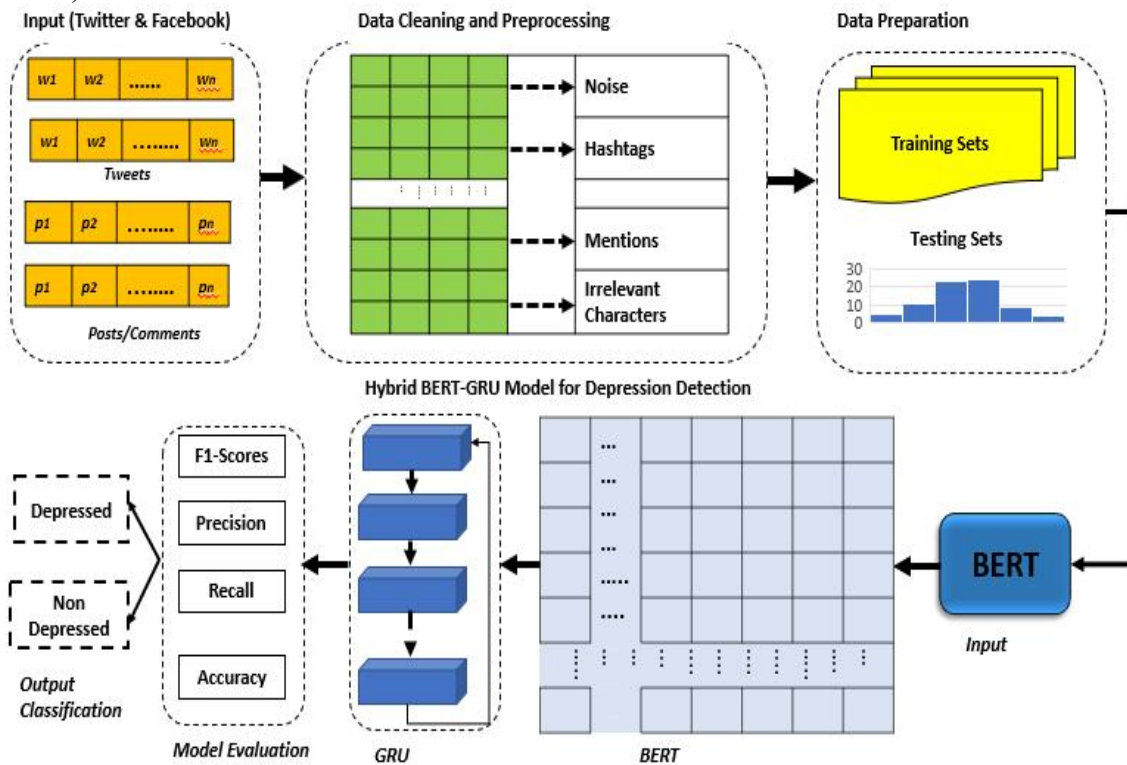 Input (Twitter & Facebook)
Data Cleaning and Preprocessing
Data Preparation
w1 w2 ...... wn
w1 w2 ........ wn
Tweets
p1 p2 ........ pn
p1 p2 ........ pn
Posts/Comments
Noise
Hashtags
Mentions
Irrelevant
Characters
Training Sets
Testing Sets
30
20
10
0
Hybrid BERT-GRU Model for Depression Detection
Depressed
Non
Depressed
Output
Classification
F1-Scores
Precision
Recall
Accuracy
Model Evaluation
GRU
BERT
BERT
Input